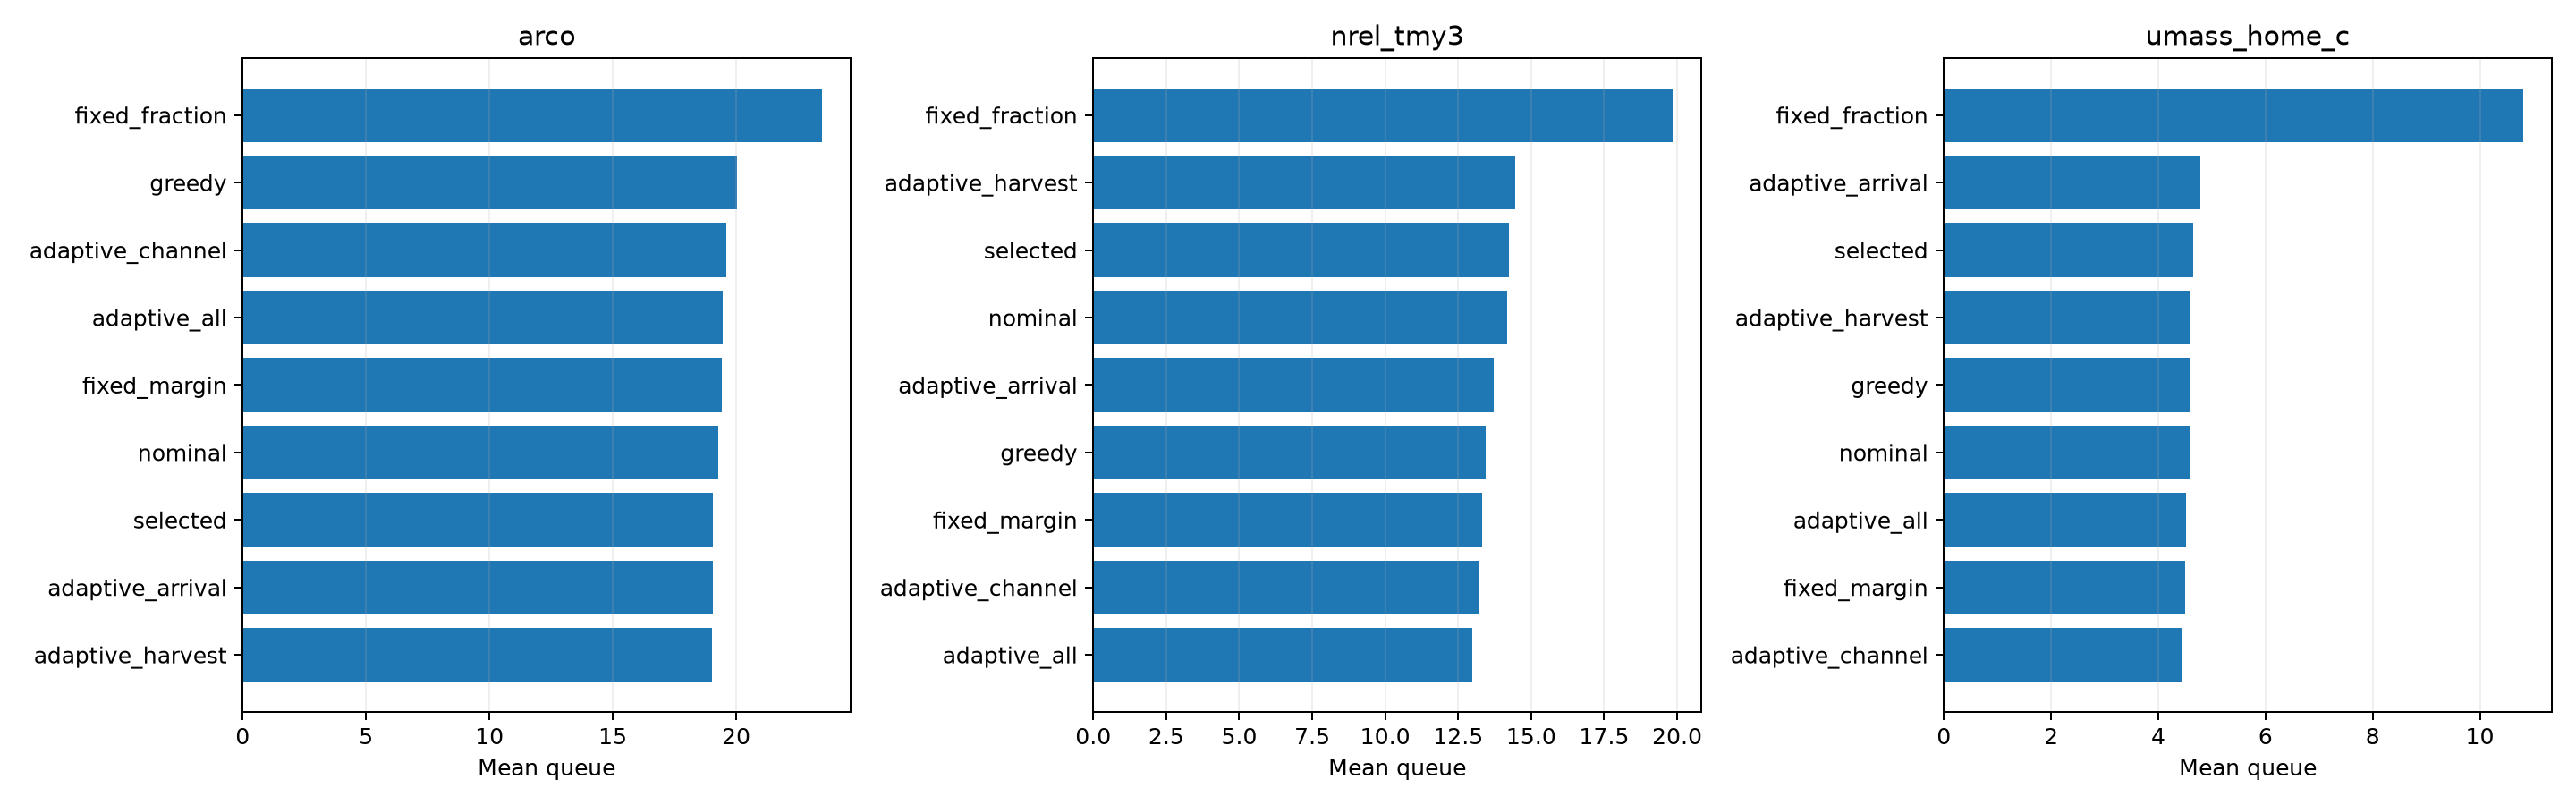 arco
fixed_fraction
greedy
adaptive_channel
adaptive_all
fixed_margin
nominal
selected
adaptive_arrival
adaptive_harvest
0 5 10 15 20
Mean queue
nrel_tmy3
fixed_fraction
adaptive_harvest
selected
nominal
adaptive_arrival
greedy
fixed_margin
adaptive_channel
adaptive_all
0.0 2.5 5.0 7.5 10.0 12.5 15.0 17.5 20.0
Mean queue
umass_home_c
fixed_fraction
adaptive_arrival
selected
adaptive_harvest
greedy
nominal
adaptive_all
fixed_margin
adaptive_channel
0 2 4 6 8 10
Mean queue